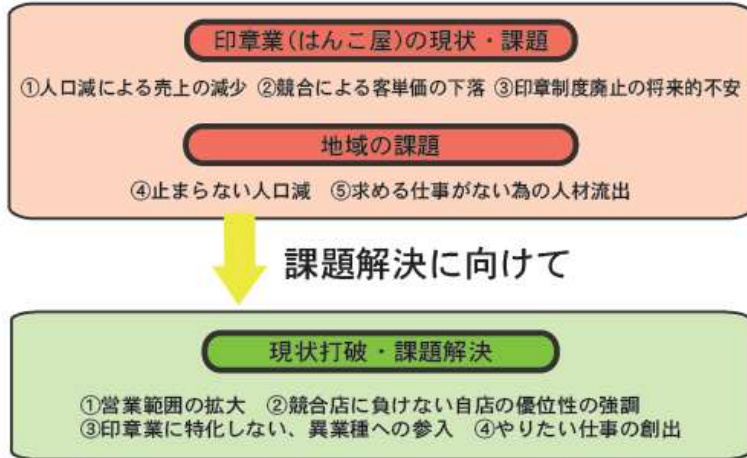 印章業(はんこ屋)の現状・課題
①人口減による売上の減少 ②競合による客単価の下落 ③印章制度廃止の将来的不安
地域の課題
④止まらない人口減 ⑤求める仕事がない為の人材流出
課題解決に向けて
現状打破・課題解決
①営業範囲の拡大 ②競合店に負けない自店の優位性の強調
③印章業に特化しない、異業種への参入 ④やりたい仕事の創出